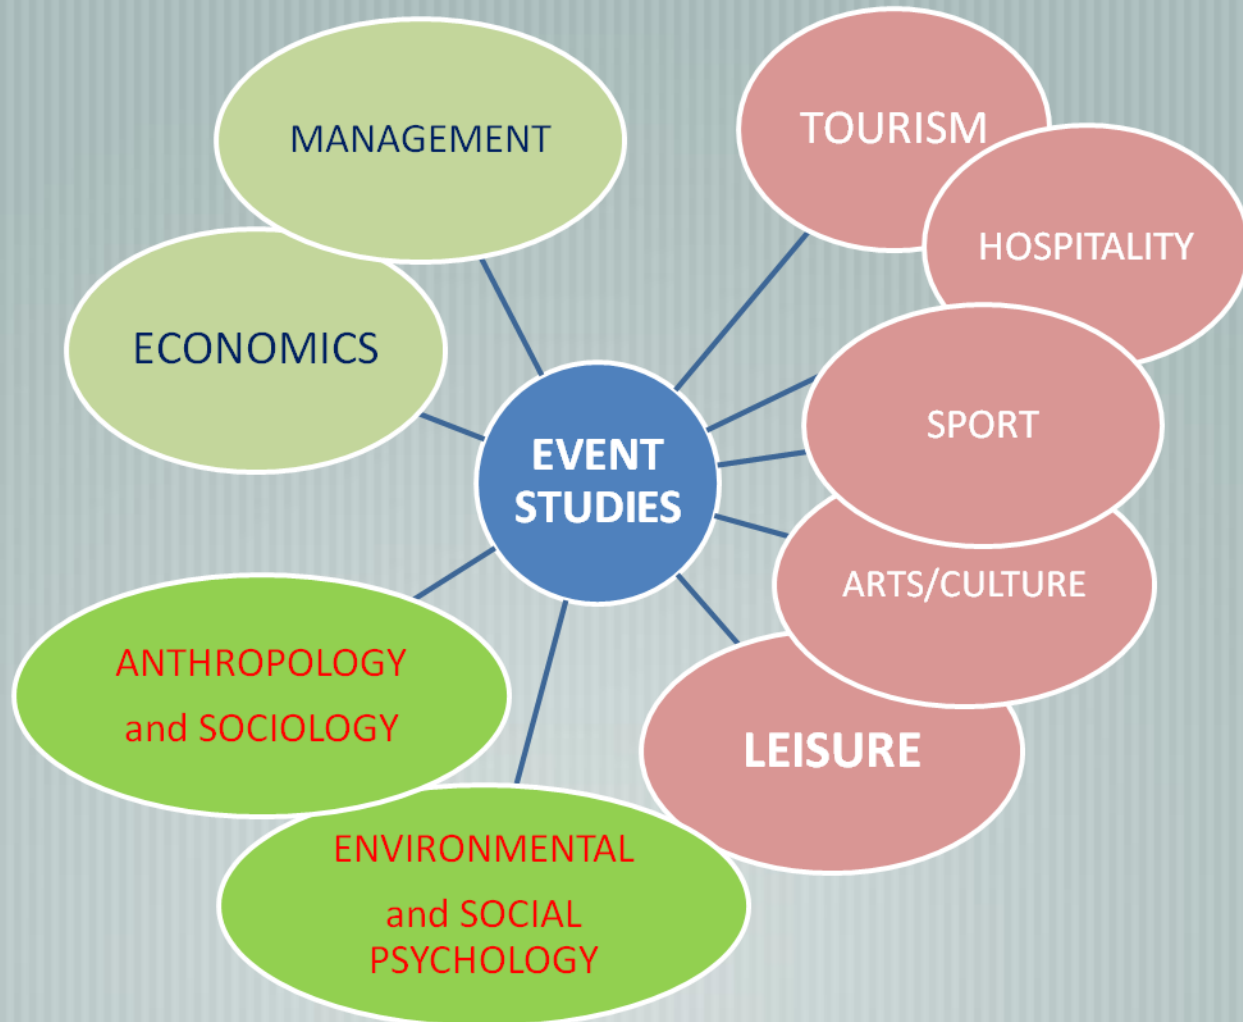 MANAGEMENT
TOURISM
HOSPITALITY
ECONOMICS
SPORT
EVENT
STUDIES
ARTS/CULTURE
ANTHROPOLOGY
and SOCIOLOGY
LEISURE
ENVIRONMENTAL
and SOCIAL
PSYCHOLOGY